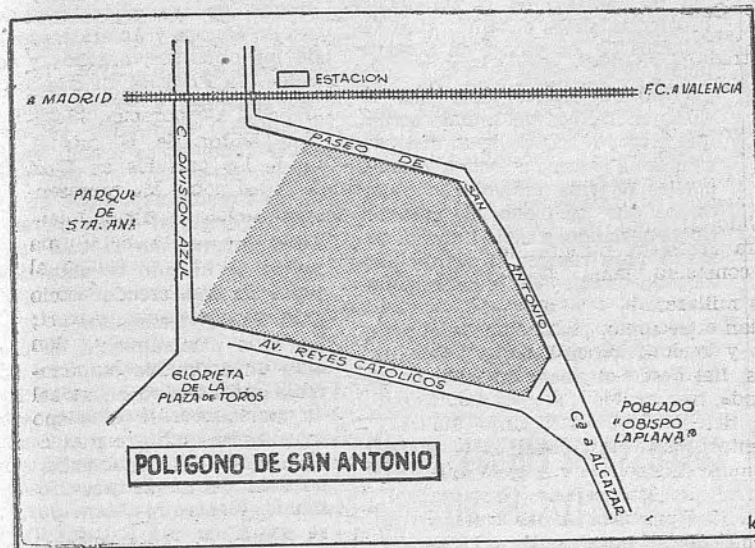 ESTACION
A MADRID
F.C. A VALENCIA
PASEO DE SAN ANTONIO
C. DIVISION AZUL
PARQUE
DE
STA. ANA
AV. REYES CATOLICOS
GLORIETA
DE LA
PLAZA DE TOROS
Cª a ALCAZAR
POBLADO
"OBISPO
LAPLANA"
POLIGONO DE SAN ANTONIO
k